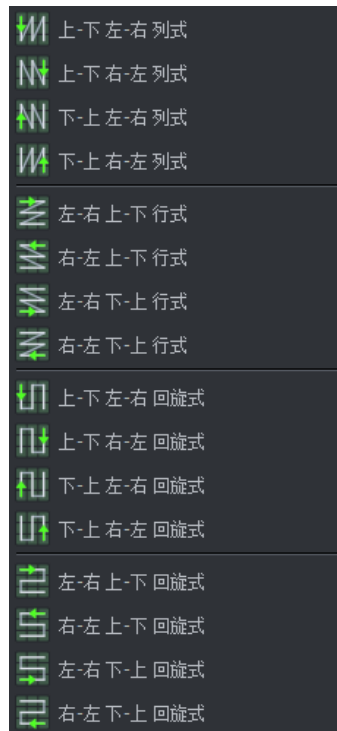 上-下 左-右 列式
上-下 右-左 列式
下-上 左-右 列式
下-上 右-左 列式
左-右 上-下 行式
右-左 上-下 行式
左-右 下-上 行式
右-左 下-上 行式
上-下 左-右 回旋式
上-下 右-左 回旋式
下-上 左-右 回旋式
下-上 右-左 回旋式
左-右 上-下 回旋式
右-左 上-下 回旋式
左-右 下-上 回旋式
右-左 下-上 回旋式